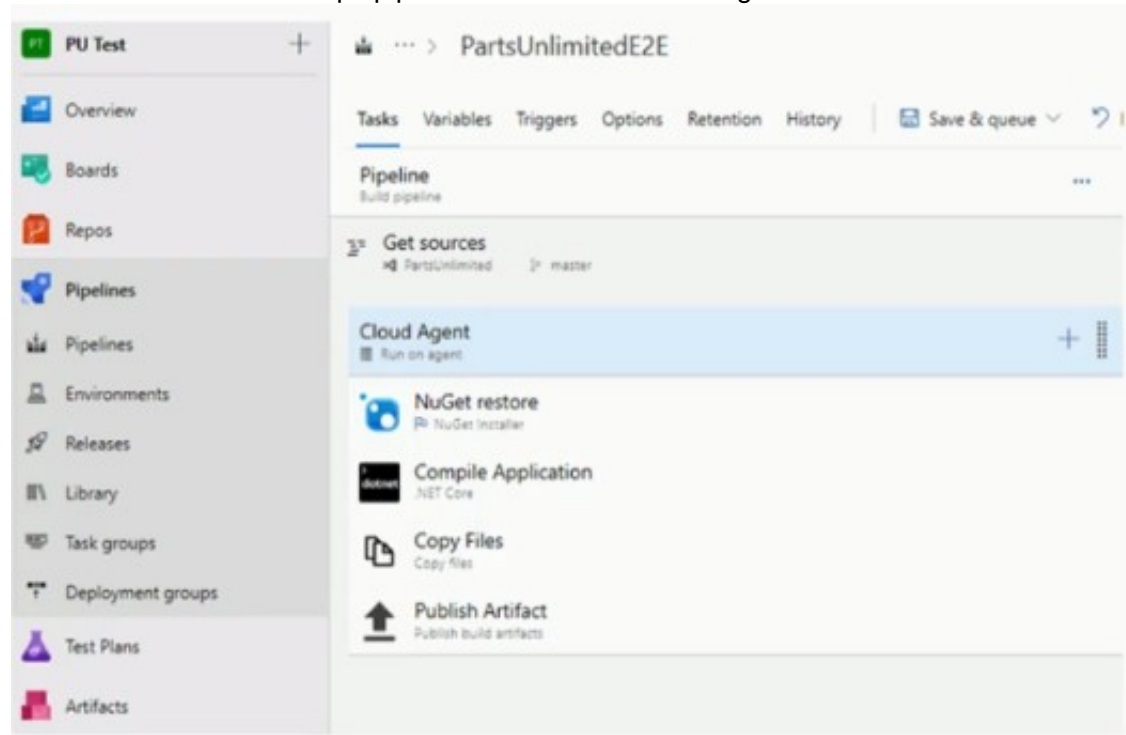 PT PU Test +
Overview
Boards
Repos
Pipelines
Pipelines
Environments
Releases
Library
Task groups
Deployment groups
Test Plans
Artifacts
... > PartsUnlimitedE2E
Tasks Variables Triggers Options Retention History Save & queue
Pipeline
Build pipeline
...
Get sources
PartsUnlimited master
Cloud Agent
Run on agent
+
NuGet restore
NuGet Installer
dotnet
Compile Application
.NET Core
Copy Files
Copy files
Publish Artifact
Publish build artifacts